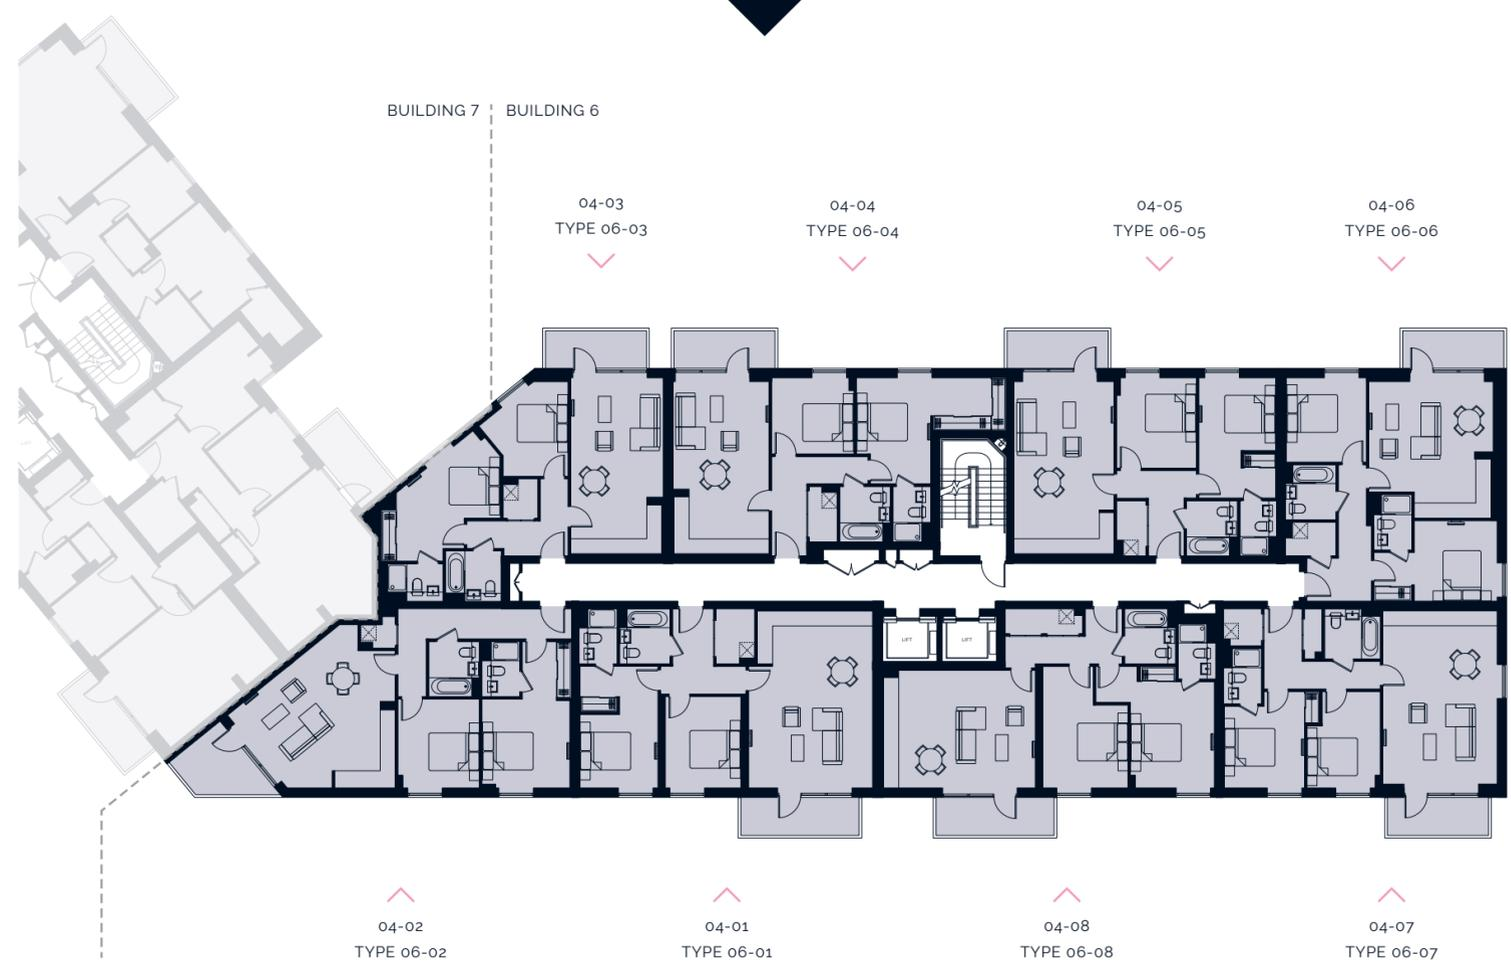 BUILDING 7
BUILDING 6
04-03
TYPE 06-03
04-04
TYPE 06-04
04-05
TYPE 06-05
04-06
TYPE 06-06
LIFT
LIFT
04-02
TYPE 06-02
04-01
TYPE 06-01
04-08
TYPE 06-08
04-07
TYPE 06-07